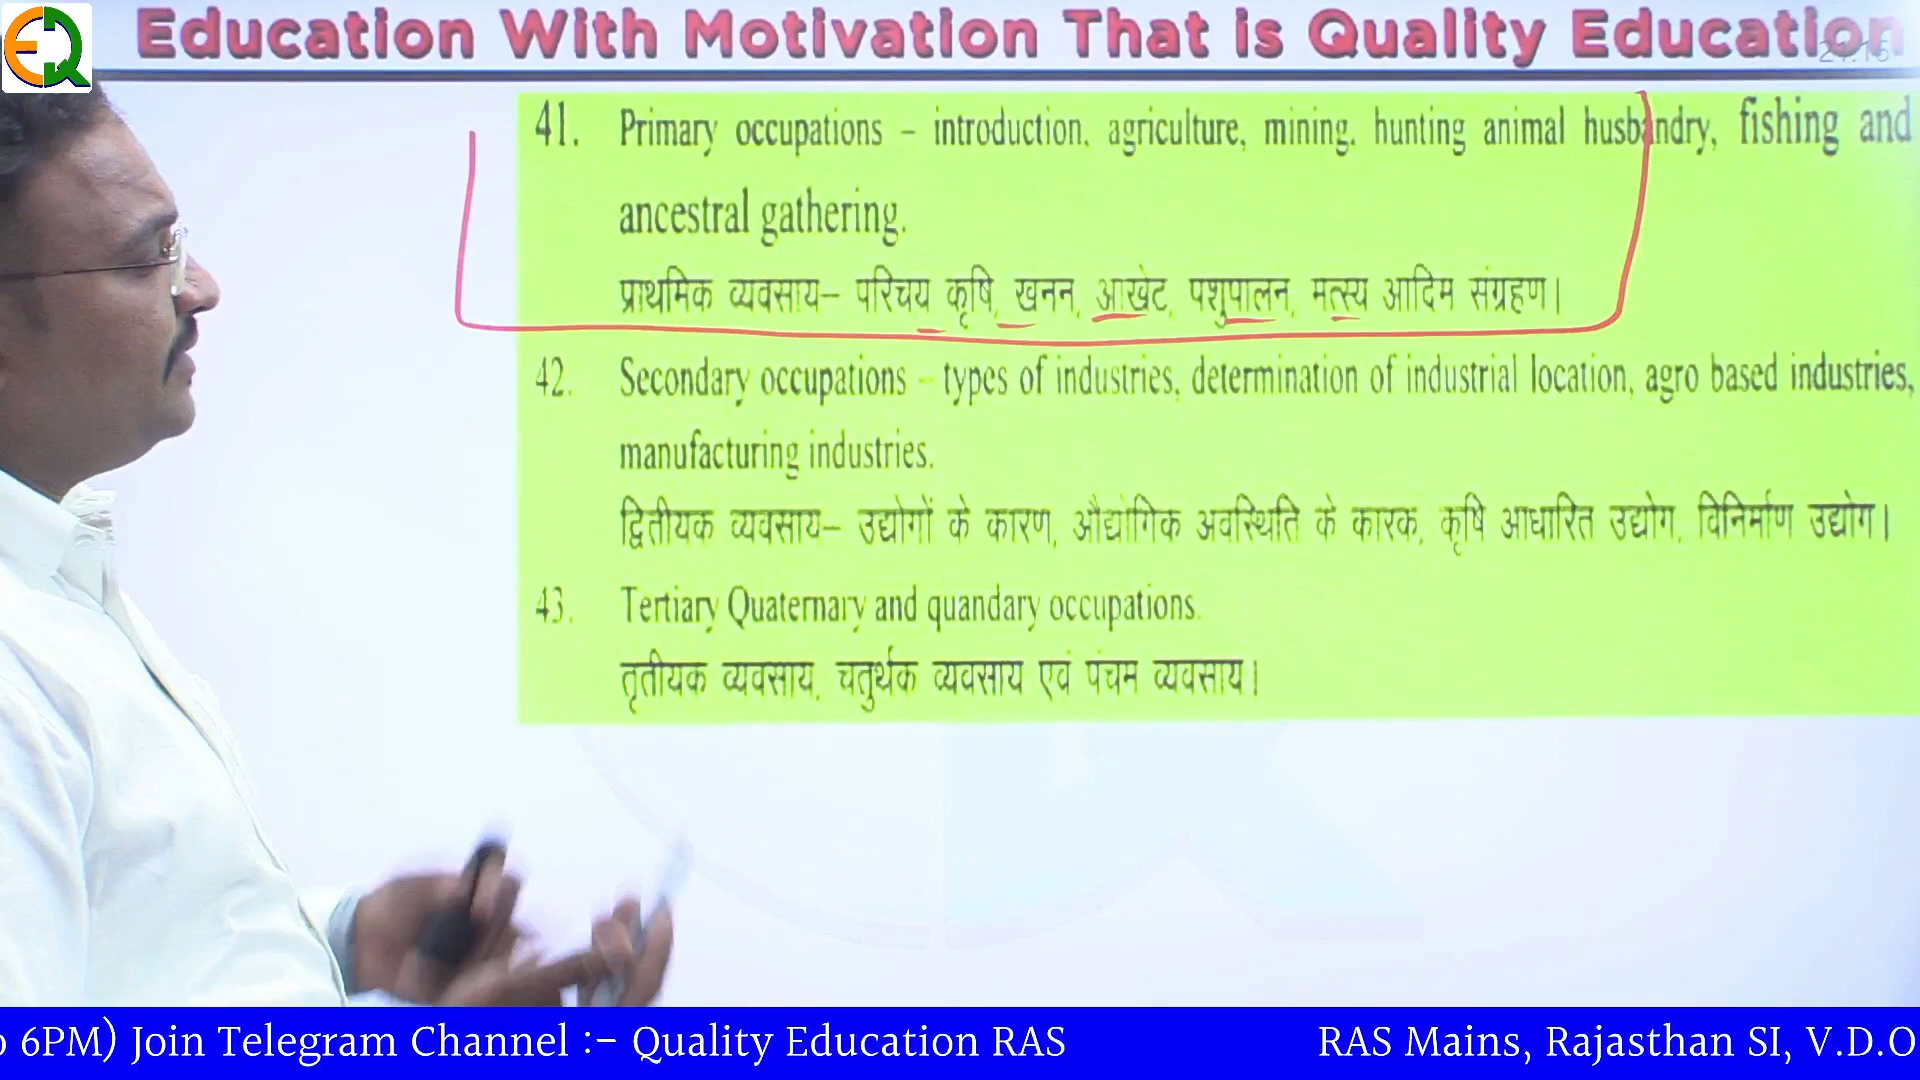 EQ
Education With Motivation That is Quality Education
21:16
41. Primary occupations – introduction, agriculture, mining, hunting animal husbandry, fishing and
ancestral gathering.
प्राथमिक व्यवसाय– परिचय कृषि, खनन, आखेट, पशुपालन, मत्स्य आदिम संग्रहण।
42. Secondary occupations – types of industries, determination of industrial location, agro based industries,
manufacturing industries.
द्वितीयक व्यवसाय– उद्योगों के कारण, औद्योगिक अवस्थिति के कारक, कृषि आधारित उद्योग, विनिर्माण उद्योग।
43. Tertiary Quaternary and quandary occupations.
तृतीयक व्यवसाय, चतुर्थक व्यवसाय एवं पंचम व्यवसाय।
6PM) Join Telegram Channel :- Quality Education RAS RAS Mains, Rajasthan SI, V.D.O